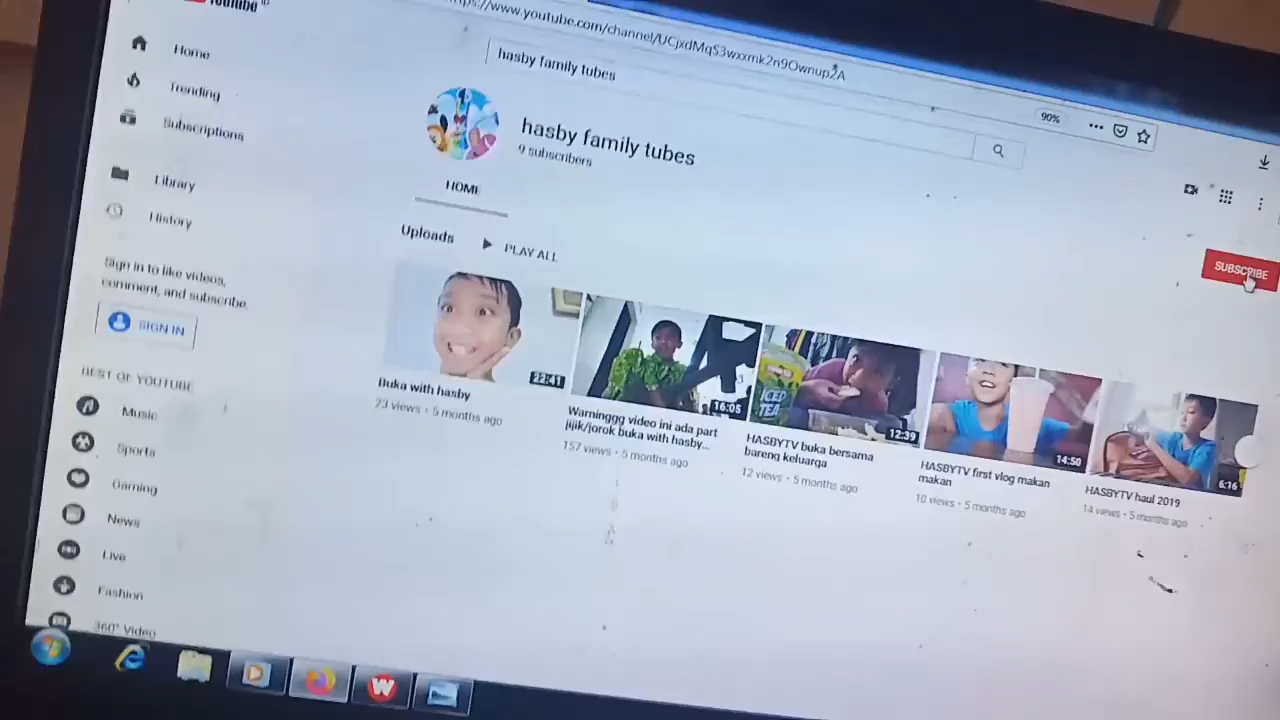 YouTube ID
https://www.youtube.com/channel/UCjxdMqS3wxxmk2n9Ownup2A
90%
hasby family tubes
Home
Trending
Subscriptions
Library
History
Sign in to like videos,
comment, and subscribe.
SIGN IN
BEST OF YOUTUBE
Music
Sports
Gaming
News
Live
Fashion
360° Video
hasby family tubes
9 subscribers
SUBSCRIBE
HOME
Uploads
PLAY ALL
22:41
Buka with hasby
23 views • 5 months ago
16:05
Warninggg video ini ada part
jijik/jorok buka with hasby...
157 views • 5 months ago
ICED
TEA
12:39
HASBYTV buka bersama
bareng keluarga
12 views • 5 months ago
14:50
HASBYTV first vlog makan
makan
10 views • 5 months ago
6:16
HASBYTV haul 2019
14 views • 5 months ago